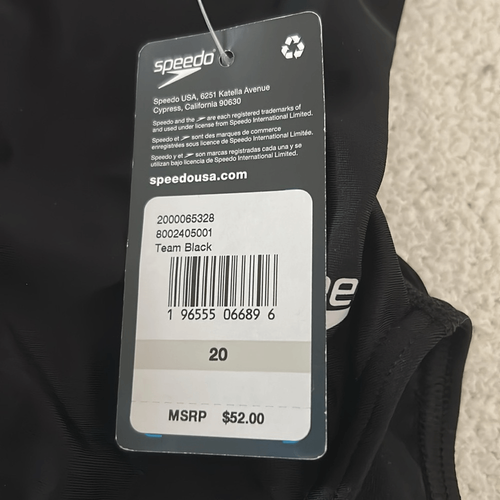 speedo
Speedo USA, 6251 Katella Avenue
Cypress, California 90630
Speedo and the are each registered trademarks of
and used under license from Speedo International Limited.
Speedo et sont des marques de commerce
enregistrées sous licence de Speedo International Limitée.
Speedo y et son marcas registradas cada una y se
utilizan bajo licencia de Speedo International Limited.
speedousa.com
2000065328
8002405001
Team Black
1 96555 06689 6
20
MSRP $52.00